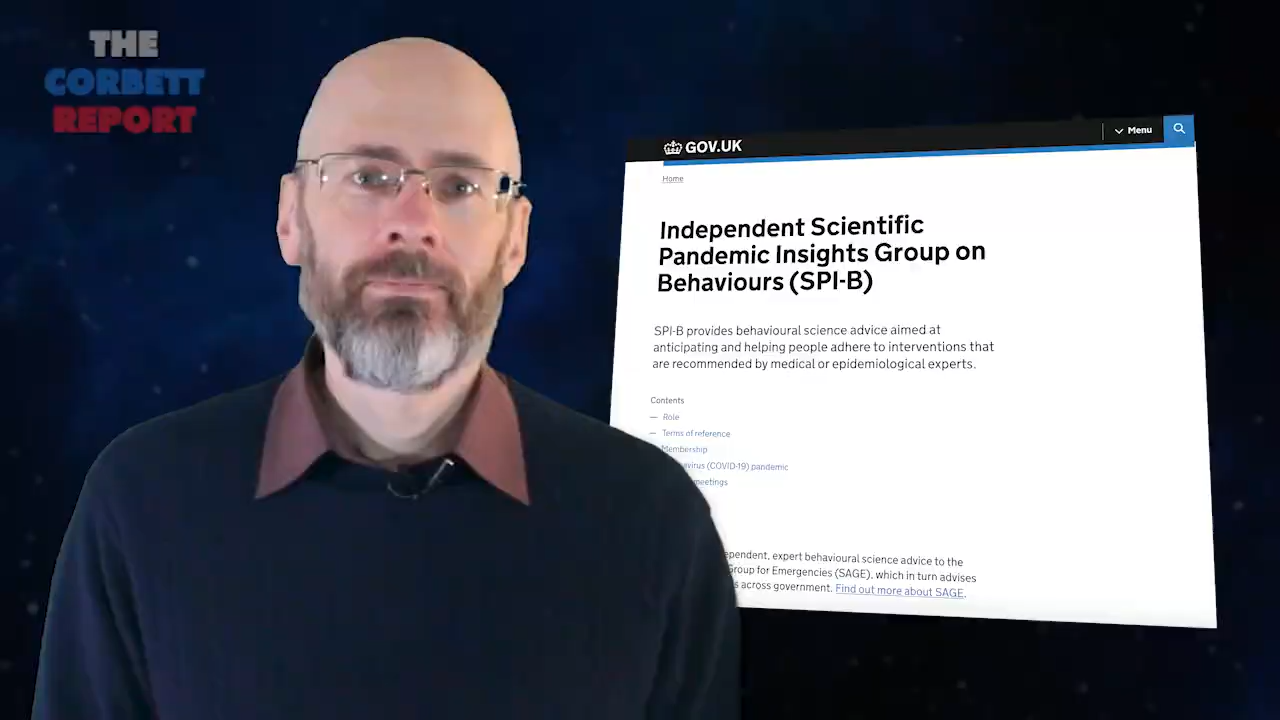 THE
CORBETT
REPORT
GOV.UK
Menu
Home
Independent Scientific
Pandemic Insights Group on
Behaviours (SPI-B)
SPI-B provides behavioural science advice aimed at
anticipating and helping people adhere to interventions that
are recommended by medical or epidemiological experts.
Contents
— Role
— Terms of reference
Membership
(COVID-19) pandemic
meetings
expert behavioural science advice to the
Group for Emergencies (SAGE), which in turn advises
across government. Find out more about SAGE.